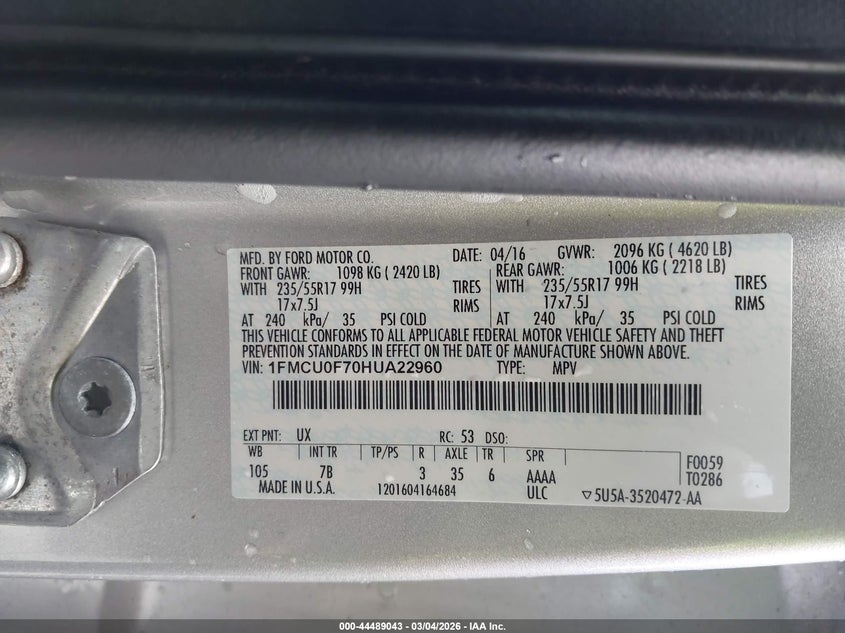 MFD. BY FORD MOTOR CO. DATE: 04/16 GVWR: 2096 KG ( 4620 LB)
FRONT GAWR: 1098 KG ( 2420 LB) REAR GAWR: 1006 KG ( 2218 LB)
WITH 235/55R17 99H TIRES WITH 235/55R17 99H TIRES
17x7.5J RIMS 17x7.5J RIMS
AT 240 kPa/ 35 PSI COLD AT 240 kPa/ 35 PSI COLD
THIS VEHICLE CONFORMS TO ALL APPLICABLE FEDERAL MOTOR VEHICLE SAFETY AND THEFT
PREVENTION STANDARDS IN EFFECT ON THE DATE OF MANUFACTURE SHOWN ABOVE.
VIN: 1FMCU0F70HUA22960 TYPE: MPV
EXT PNT: UX RC: 53 DSO:
WB INT TR TP/PS R AXLE TR SPR F0059
105 7B 3 35 6 AAAA T0286
MADE IN U.S.A. 1201604164684 ULC ▽5U5A-3520472-AA
000-44489043 - 03/04/2026 - IAA Inc.